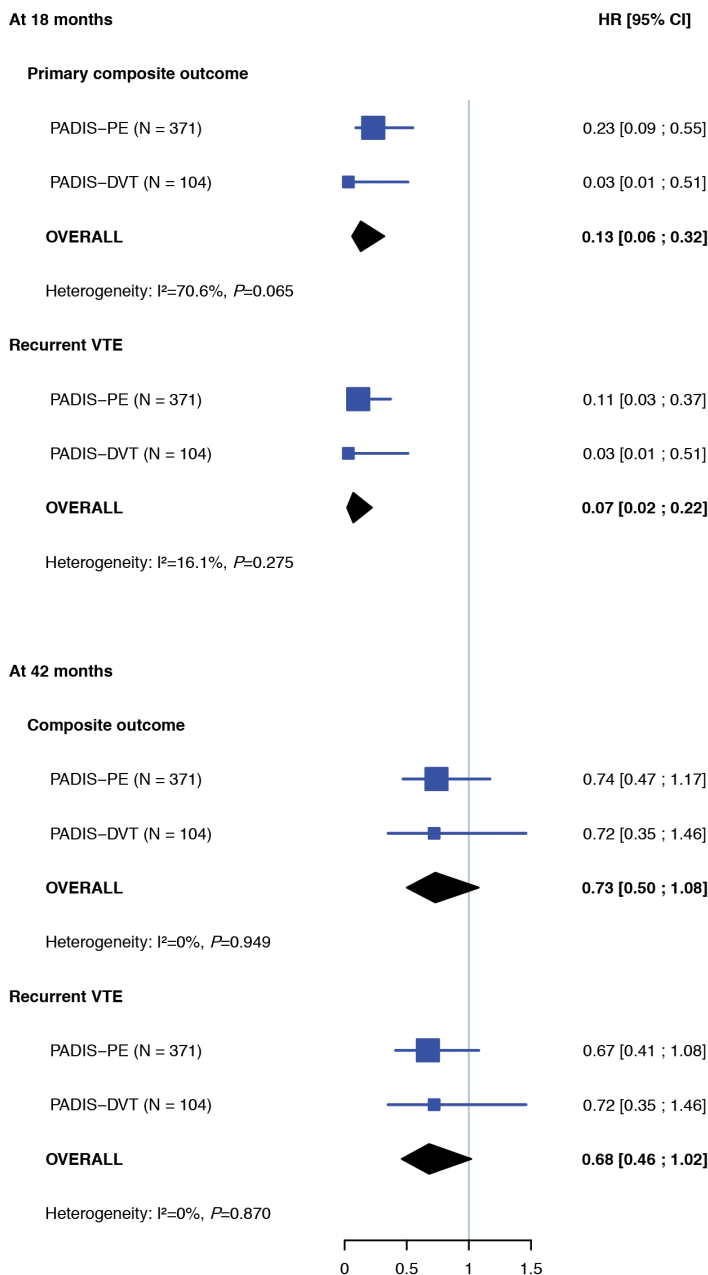 At 18 months HR [95% CI]
Primary composite outcome
PADIS−PE (N = 371) 0.23 [0.09 ; 0.55]
PADIS−DVT (N = 104) 0.03 [0.01 ; 0.51]
OVERALL 0.13 [0.06 ; 0.32]
Heterogeneity: I²=70.6%, P=0.065
Recurrent VTE
PADIS−PE (N = 371) 0.11 [0.03 ; 0.37]
PADIS−DVT (N = 104) 0.03 [0.01 ; 0.51]
OVERALL 0.07 [0.02 ; 0.22]
Heterogeneity: I²=16.1%, P=0.275
At 42 months
Composite outcome
PADIS−PE (N = 371) 0.74 [0.47 ; 1.17]
PADIS−DVT (N = 104) 0.72 [0.35 ; 1.46]
OVERALL 0.73 [0.50 ; 1.08]
Heterogeneity: I²=0%, P=0.949
Recurrent VTE
PADIS−PE (N = 371) 0.67 [0.41 ; 1.08]
PADIS−DVT (N = 104) 0.72 [0.35 ; 1.46]
OVERALL 0.68 [0.46 ; 1.02]
Heterogeneity: I²=0%, P=0.870
0 0.5 1 1.5